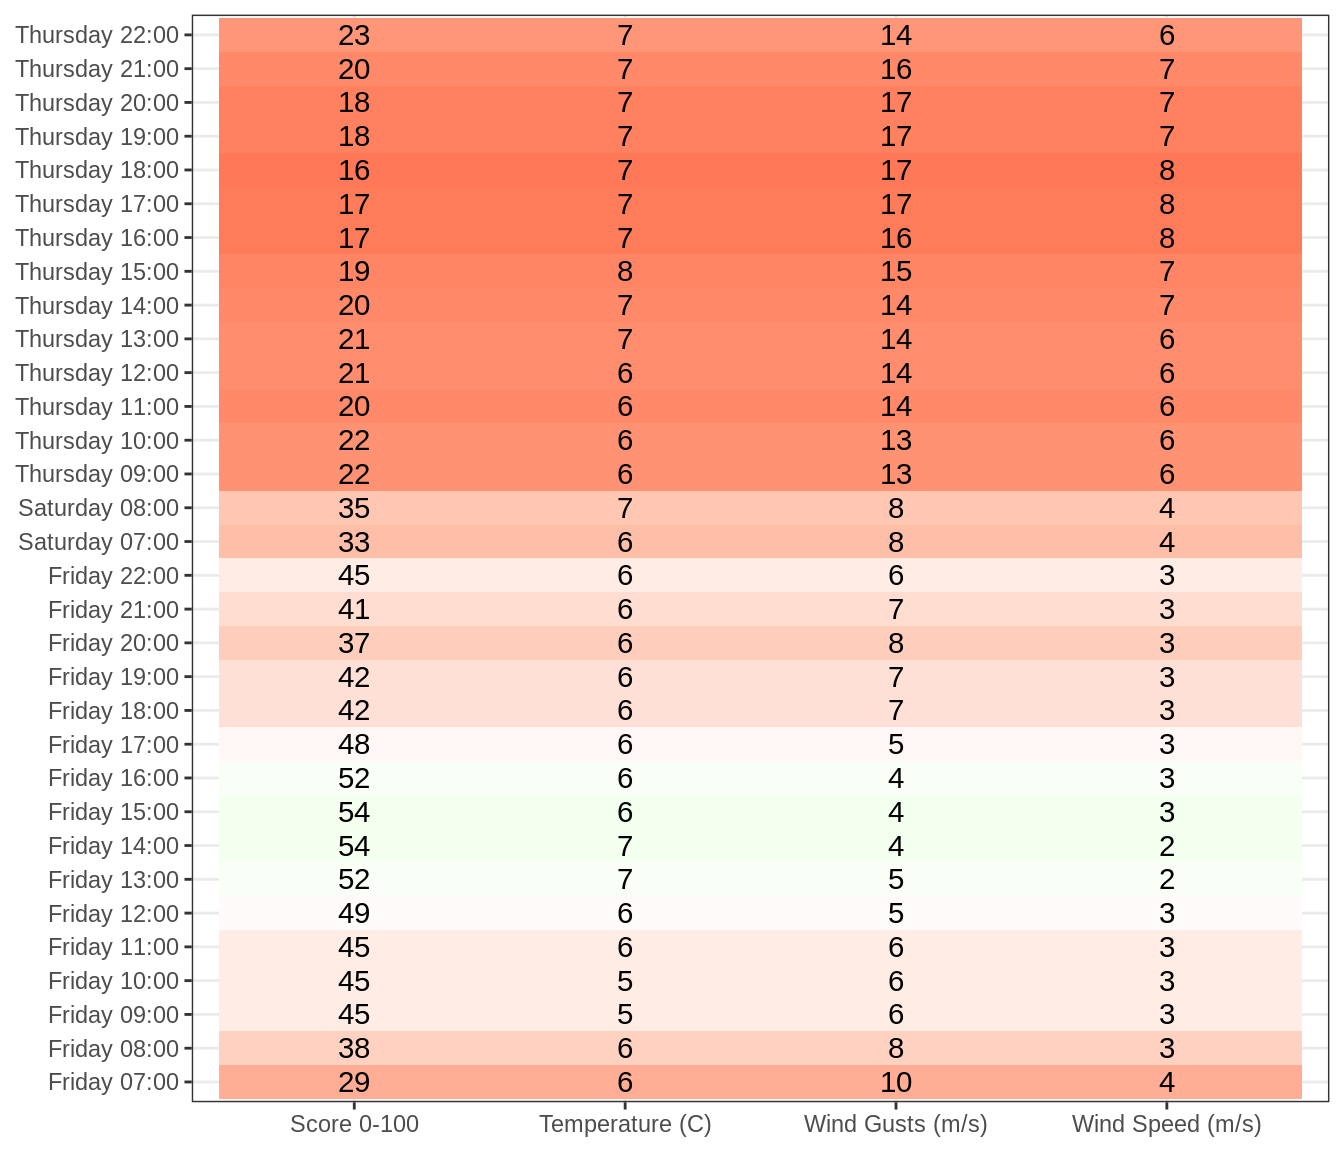 Thursday 22:00 23 7 14 6
Thursday 21:00 20 7 16 7
Thursday 20:00 18 7 17 7
Thursday 19:00 18 7 17 7
Thursday 18:00 16 7 17 8
Thursday 17:00 17 7 17 8
Thursday 16:00 17 7 16 8
Thursday 15:00 19 8 15 7
Thursday 14:00 20 7 14 7
Thursday 13:00 21 7 14 6
Thursday 12:00 21 6 14 6
Thursday 11:00 20 6 14 6
Thursday 10:00 22 6 13 6
Thursday 09:00 22 6 13 6
Saturday 08:00 35 7 8 4
Saturday 07:00 33 6 8 4
Friday 22:00 45 6 6 3
Friday 21:00 41 6 7 3
Friday 20:00 37 6 8 3
Friday 19:00 42 6 7 3
Friday 18:00 42 6 7 3
Friday 17:00 48 6 5 3
Friday 16:00 52 6 4 3
Friday 15:00 54 6 4 3
Friday 14:00 54 7 4 2
Friday 13:00 52 7 5 2
Friday 12:00 49 6 5 3
Friday 11:00 45 6 6 3
Friday 10:00 45 5 6 3
Friday 09:00 45 5 6 3
Friday 08:00 38 6 8 3
Friday 07:00 29 6 10 4
Score 0-100 Temperature (C) Wind Gusts (m/s) Wind Speed (m/s)